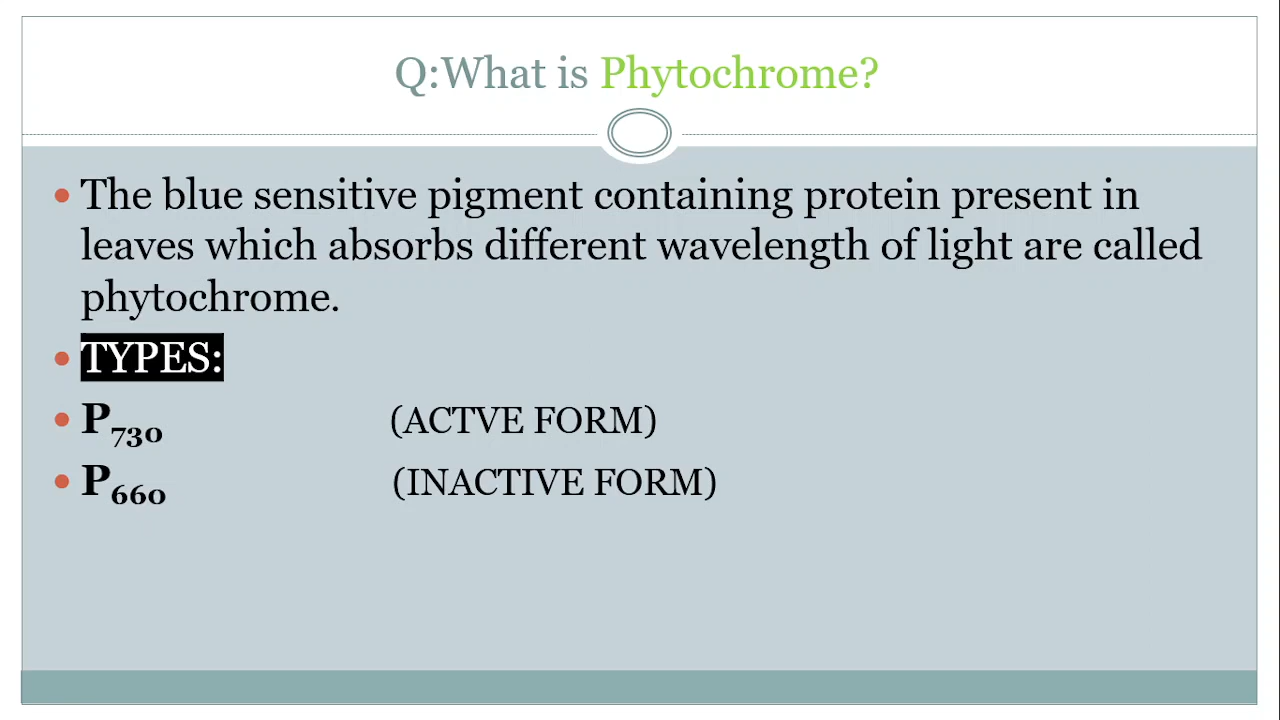 Q:What is Phytochrome?
The blue sensitive pigment containing protein present in
leaves which absorbs different wavelength of light are called
phytochrome.
TYPES:
P730 (ACTVE FORM)
P660 (INACTIVE FORM)